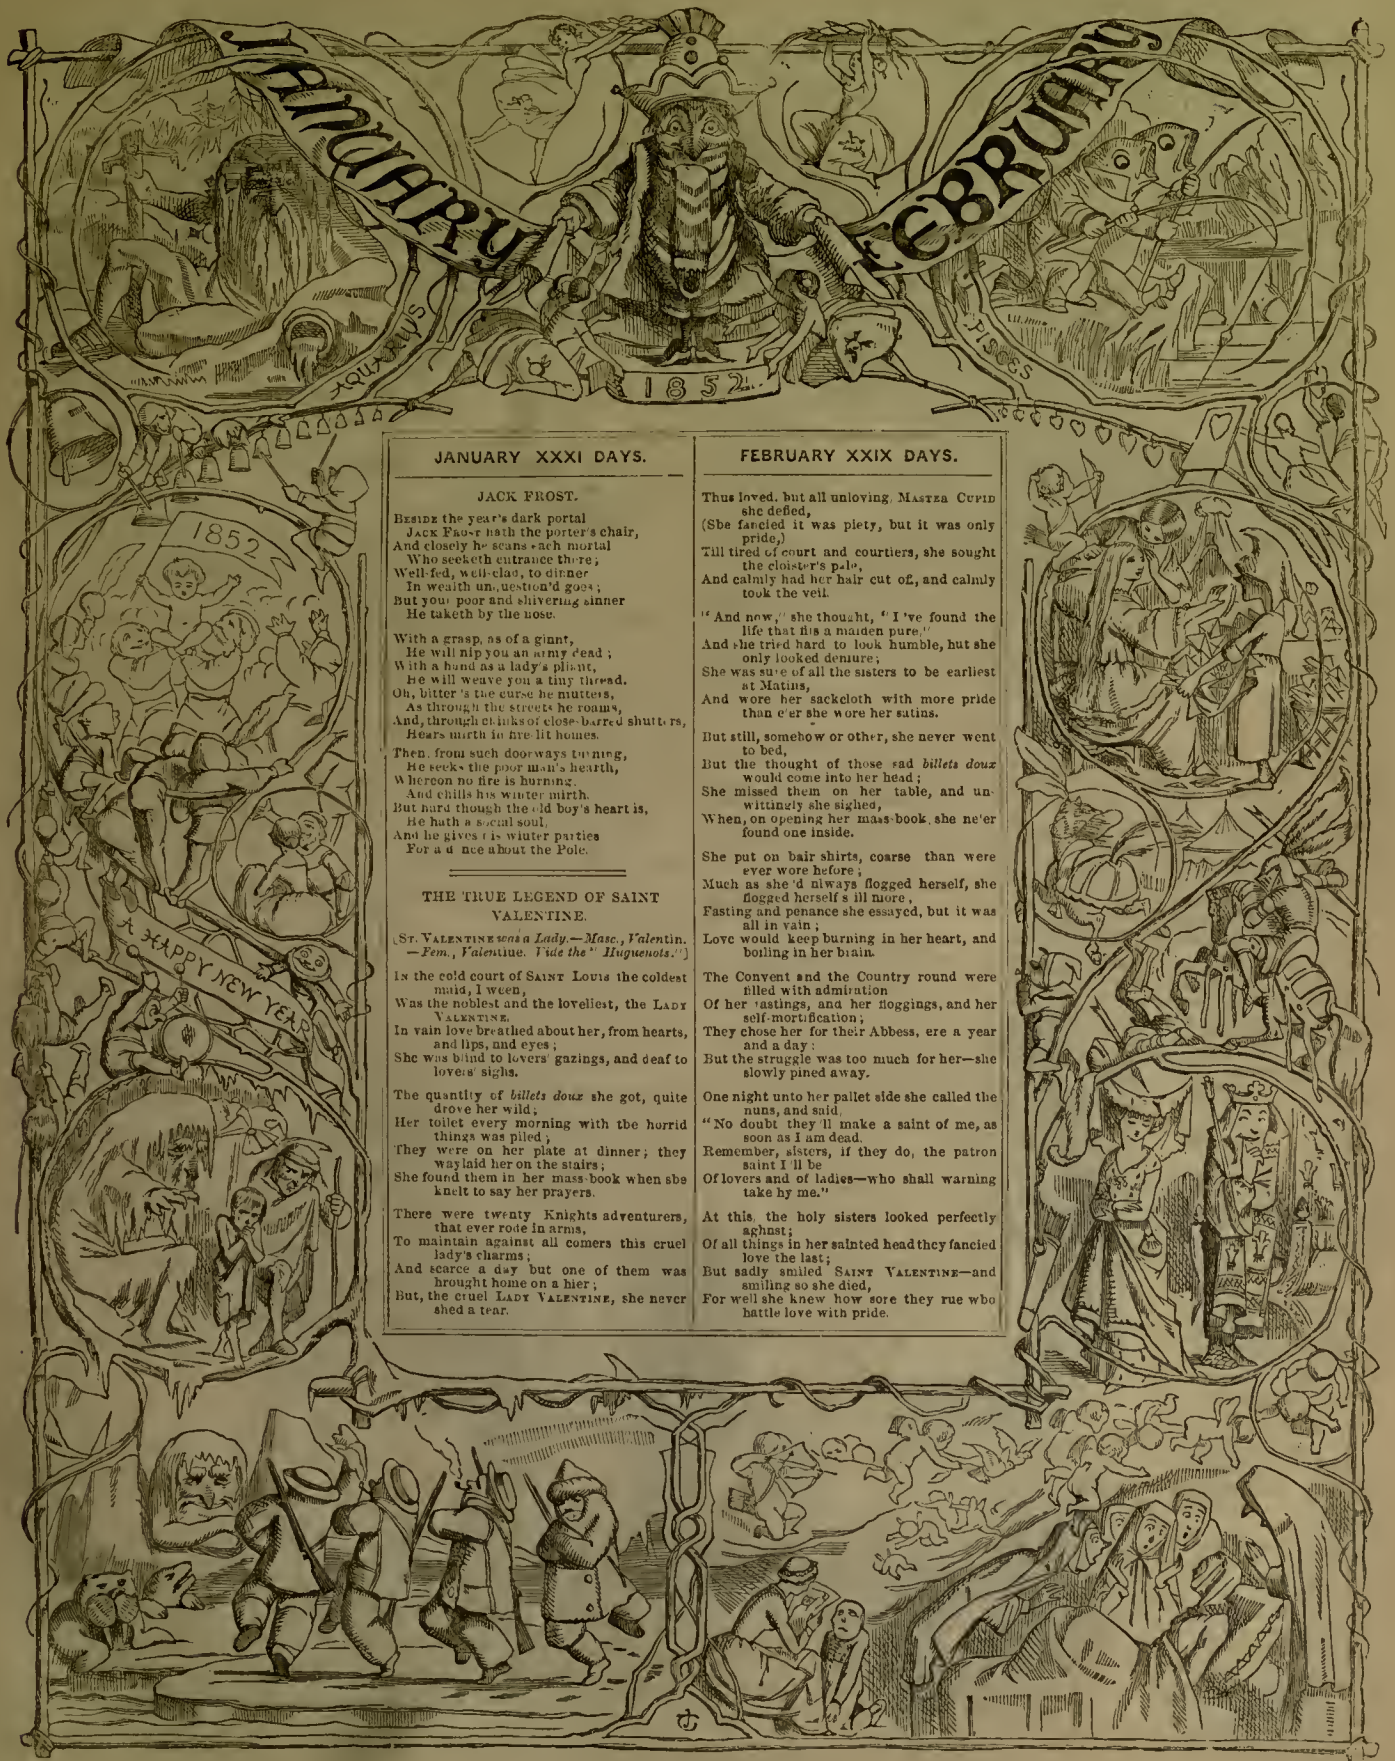 JANUARY
FEBRUARY
AQUARIUS
PISCES
1852
1852
A HAPPY NEW YEAR
JANUARY XXXI DAYS.
JACK FROST.
BESIDE the year's dark portal
JACK FROST hath the porter's chair,
And closely he scans each mortal
Who seeketh entrance there;
Well-fed, well-clad, to dinner
In wealth unquestion'd goes;
But your poor and shivering sinner
He taketh by the nose.
With a grasp, as of a giant,
He will nip you an army dead;
With a hand as a lady's pliant,
He will weave you a tiny thread.
Oh, bitter's the curse he mutters,
As through the streets he roams,
And, through chinks of close-barred shutters,
Hears mirth in fire-lit homes.
Then, from such doorways turning,
He seeks the poor man's hearth,
Whereon no fire is burning,
And chills his winter mirth.
But hard though the old boy's heart is,
He hath a social soul,
And he gives his winter parties
For a dance about the Pole.
THE TRUE LEGEND OF SAINT
VALENTINE.
[ST. VALENTINE was a Lady.—Masc., Valentin.
—Fem., Valentine. Vide the "Huguenots."]
IN the cold court of SAINT LOUIS the coldest
maid, I ween,
Was the noblest and the loveliest, the LADY
VALENTINE.
In vain love breathed about her, from hearts,
and lips, and eyes;
She was blind to lovers' gazings, and deaf to
lovers' sighs.
The quantity of billets doux she got, quite
drove her wild;
Her toilet every morning with the horrid
things was piled;
They were on her plate at dinner; they
waylaid her on the stairs;
She found them in her mass-book when she
knelt to say her prayers.
There were twenty Knights adventurers,
that ever rode in arms,
To maintain against all comers this cruel
lady's charms;
And scarce a day but one of them was
brought home on a bier;
But, the cruel LADY VALENTINE, she never
shed a tear.
FEBRUARY XXIX DAYS.
Thus loved, but all unloving, MASTER CUPID
she defied,
(She fancied it was piety, but it was only
pride,)
Till tired of court and courtiers, she sought
the cloister's pale,
And calmly had her hair cut off, and calmly
took the veil.
"And now," she thought, "I've found the
life that fits a maiden pure,"
And she tried hard to look humble, but she
only looked demure;
She was sure of all the sisters to be earliest
at Matins,
And wore her sackcloth with more pride
than e'er she wore her satins.
But still, somehow or other, she never went
to bed,
But the thought of those sad billets doux
would come into her head;
She missed them on her table, and un-
wittingly she sighed,
When, on opening her mass-book, she ne'er
found one inside.
She put on hair shirts, coarse than were
ever wore before;
Much as she'd always flogged herself, she
flogged herself still more,
Fasting and penance she essayed, but it was
all in vain;
Love would keep burning in her heart, and
boiling in her brain.
The Convent and the Country round were
filled with admiration
Of her fastings, and her floggings, and her
self-mortification;
They chose her for their Abbess, ere a year
and a day:
But the struggle was too much for her—she
slowly pined away.
One night unto her pallet side she called the
nuns, and said,
"No doubt they'll make a saint of me, as
soon as I am dead.
Remember, sisters, if they do, the patron
saint I'll be
Of lovers and of ladies—who shall warning
take by me."
At this, the holy sisters looked perfectly
aghast;
Of all things in her sainted head they fancied
love the last;
But sadly smiled SAINT VALENTINE—and
smiling so she died,
For well she knew how sore they rue who
battle love with pride.